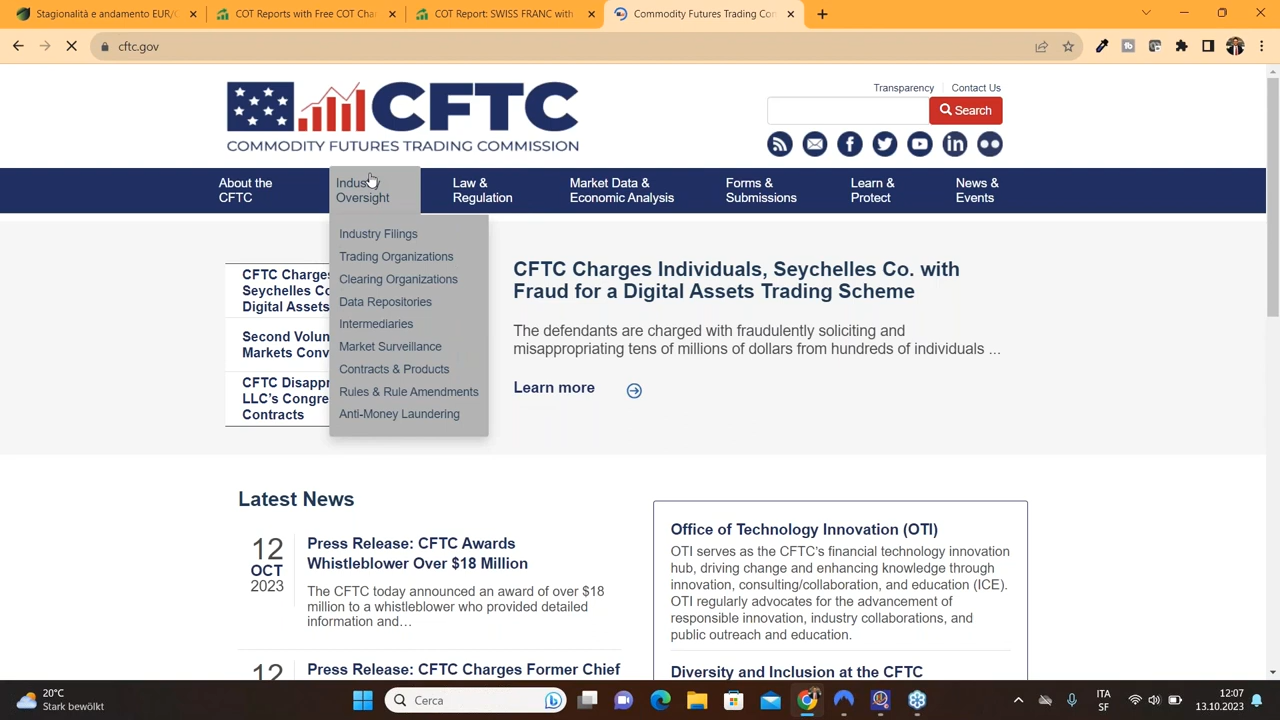 Stagionalità e andamento EUR/C
COT Reports with Free COT Cha
COT Report: SWISS FRANC with
Commodity Futures Trading Con
cftc.gov
CFTC
COMMODITY FUTURES TRADING COMMISSION
Transparency
Contact Us
Search
About the
CFTC
Industry
Oversight
Law &
Regulation
Market Data &
Economic Analysis
Forms &
Submissions
Learn &
Protect
News &
Events
Industry Filings
Trading Organizations
Clearing Organizations
Data Repositories
Intermediaries
Market Surveillance
Contracts & Products
Rules & Rule Amendments
Anti-Money Laundering
CFTC Charges
Seychelles Co
Digital Assets
Second Volun
Markets Conv
CFTC Disappr
LLC's Congre
Contracts
CFTC Charges Individuals, Seychelles Co. with
Fraud for a Digital Assets Trading Scheme
The defendants are charged with fraudulently soliciting and
misappropriating tens of millions of dollars from hundreds of individuals ...
Learn more
Latest News
12
OCT
2023
Press Release: CFTC Awards
Whistleblower Over $18 Million
The CFTC today announced an award of over $18
million to a whistleblower who provided detailed
information and…
12
Press Release: CFTC Charges Former Chief
Office of Technology Innovation (OTI)
OTI serves as the CFTC's financial technology innovation
hub, driving change and enhancing knowledge through
innovation, consulting/collaboration, and education (ICE).
OTI regularly advocates for the advancement of
responsible innovation, industry collaborations, and
public outreach and education.
Diversity and Inclusion at the CFTC
20°C
Stark bewölkt
Cerca
ITA
SF
12:07
13.10.2023